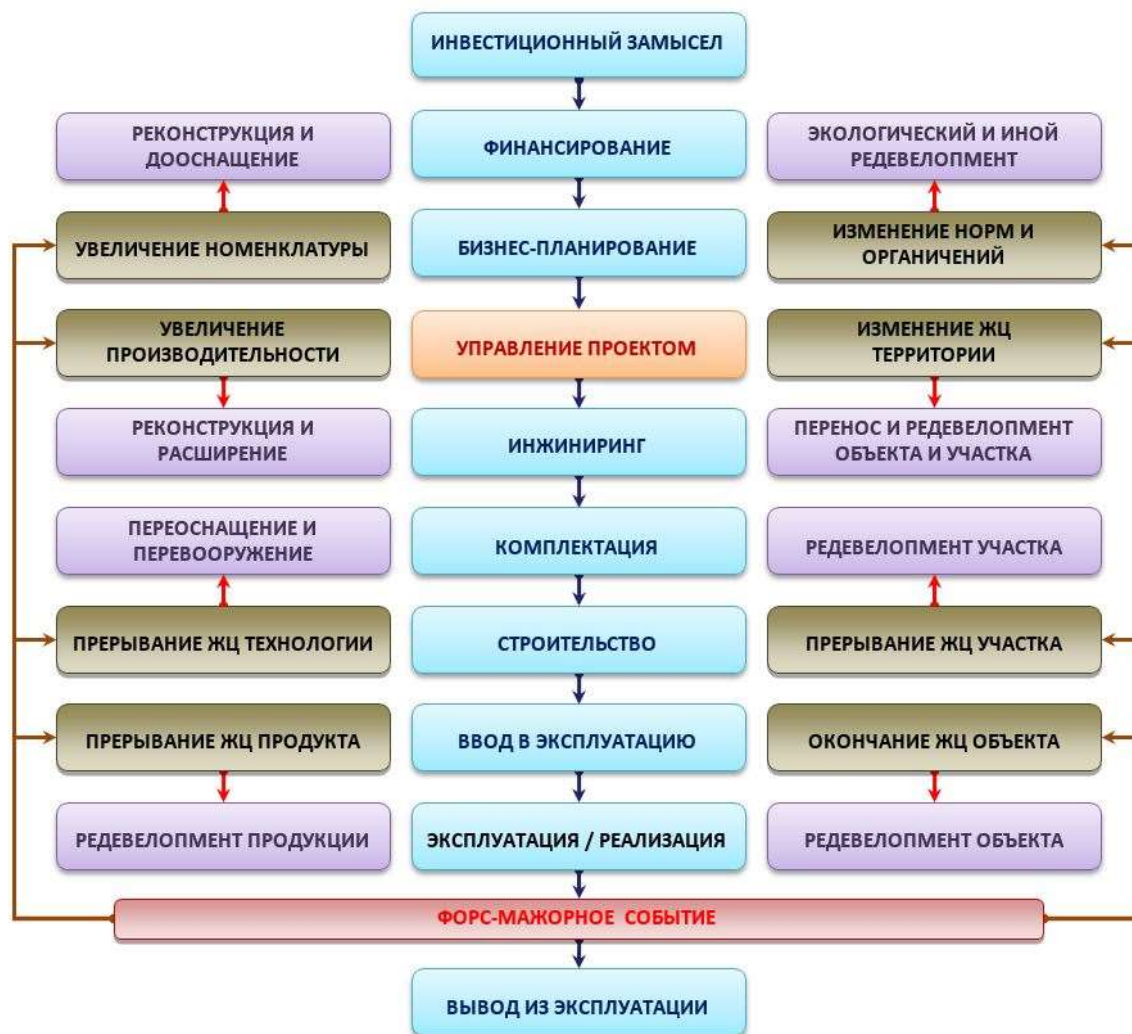 ИНВЕСТИЦИОННЫЙ ЗАМЫСЕЛ
РЕКОНСТРУКЦИЯ И
ДООСНАЩЕНИЕ
ФИНАНСИРОВАНИЕ
ЭКОЛОГИЧЕСКИЙ И ИНОЙ
РЕДЕВЕЛОПМЕНТ
УВЕЛИЧЕНИЕ НОМЕНКЛАТУРЫ
БИЗНЕС-ПЛАНИРОВАНИЕ
ИЗМЕНЕНИЕ НОРМ И
ОРГАНИЧЕНИЙ
УВЕЛИЧЕНИЕ
ПРОИЗВОДИТЕЛЬНОСТИ
УПРАВЛЕНИЕ ПРОЕКТОМ
ИЗМЕНЕНИЕ ЖЦ
ТЕРРИТОРИИ
РЕКОНСТРУКЦИЯ И
РАСШИРЕНИЕ
ИНЖИНИРИНГ
ПЕРЕНОС И РЕДЕВЕЛОПМЕНТ
ОБЪЕКТА И УЧАСТКА
ПЕРЕОСНАЩЕНИЕ И
ПЕРЕВООРУЖЕНИЕ
КОМПЛЕКТАЦИЯ
РЕДЕВЕЛОПМЕНТ УЧАСТКА
ПРЕРЫВАНИЕ ЖЦ ТЕХНОЛОГИИ
СТРОИТЕЛЬСТВО
ПРЕРЫВАНИЕ ЖЦ УЧАСТКА
ПРЕРЫВАНИЕ ЖЦ ПРОДУКТА
ВВОД В ЭКСПЛУАТАЦИЮ
ОКОНЧАНИЕ ЖЦ ОБЪЕКТА
РЕДЕВЕЛОПМЕНТ ПРОДУКЦИИ
ЭКСПЛУАТАЦИЯ / РЕАЛИЗАЦИЯ
РЕДЕВЕЛОПМЕНТ ОБЪЕКТА
ФОРС-МАЖОРНОЕ СОБЫТИЕ
ВЫВОД ИЗ ЭКСПЛУАТАЦИИ